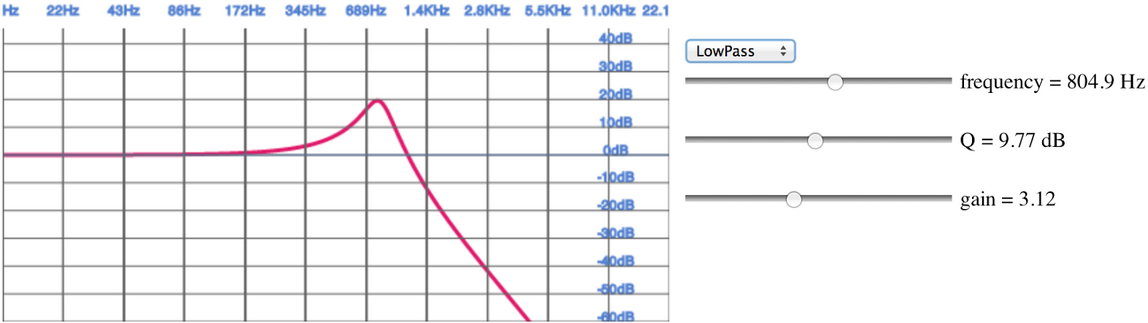 Hz 22Hz 43Hz 86Hz 172Hz 345Hz 689Hz 1.4KHz 2.8KHz 5.5KHz 11.0KHz 22.1
40dB
30dB
20dB
10dB
0dB
-10dB
-20dB
-30dB
-40dB
-50dB
-60dB
LowPass
frequency = 804.9 Hz
Q = 9.77 dB
gain = 3.12